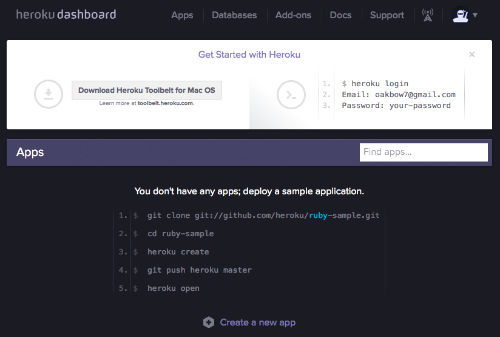 heroku dashboard
Apps
Databases
Add-ons
Docs
Support
Get Started with Heroku
×
Download Heroku Toolbelt for Mac OS
Learn more at toolbelt.heroku.com.
1. $ heroku login
2. Email: oakbow7@gmail.com
3. Password: your-password
Apps
Find apps...
You don't have any apps; deploy a sample application.
1. $ git clone git://github.com/heroku/ruby-sample.git
2. $ cd ruby-sample
3. $ heroku create
4. $ git push heroku master
5. $ heroku open
Create a new app